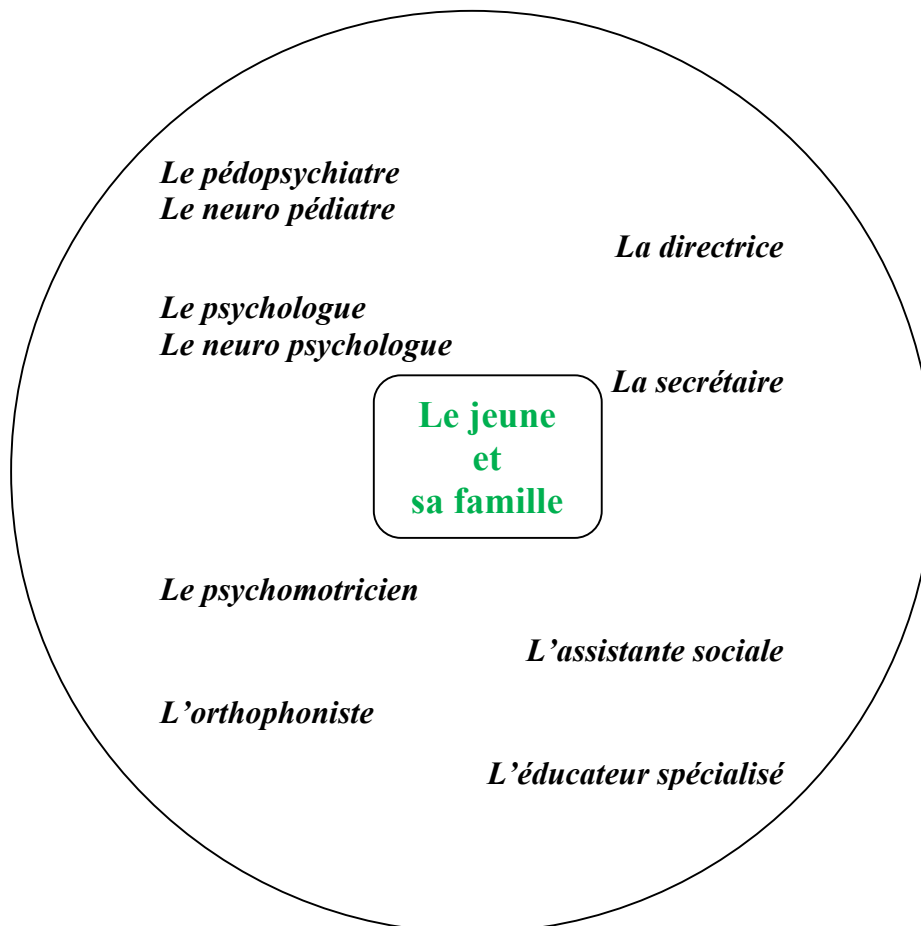 Le pédopsychiatre
Le neuro pédiatre
La directrice
Le psychologue
Le neuro psychologue
La secrétaire
Le jeune
et
sa famille
Le psychomotricien
L’assistante sociale
L’orthophoniste
L’éducateur spécialisé